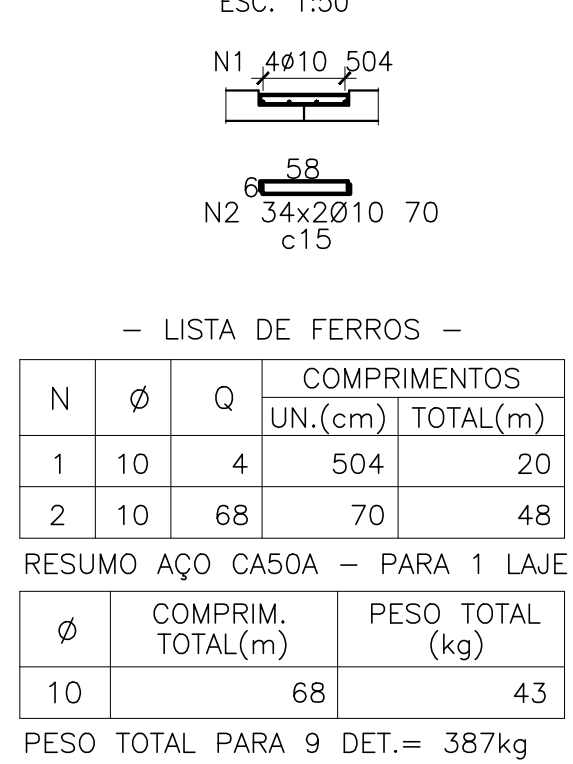 ESC. 1:50
N1 4ø10 504
58
6
N2 34x2Ø10 70
c15
— LISTA DE FERROS —
N Ø Q COMPRIMENTOS
UN.(cm) TOTAL(m)
1 10 4 504 20
2 10 68 70 48
RESUMO AÇO CA50A — PARA 1 LAJE
Ø COMPRIM. TOTAL(m) PESO TOTAL (kg)
10 68 43
PESO TOTAL PARA 9 DET.= 387kg